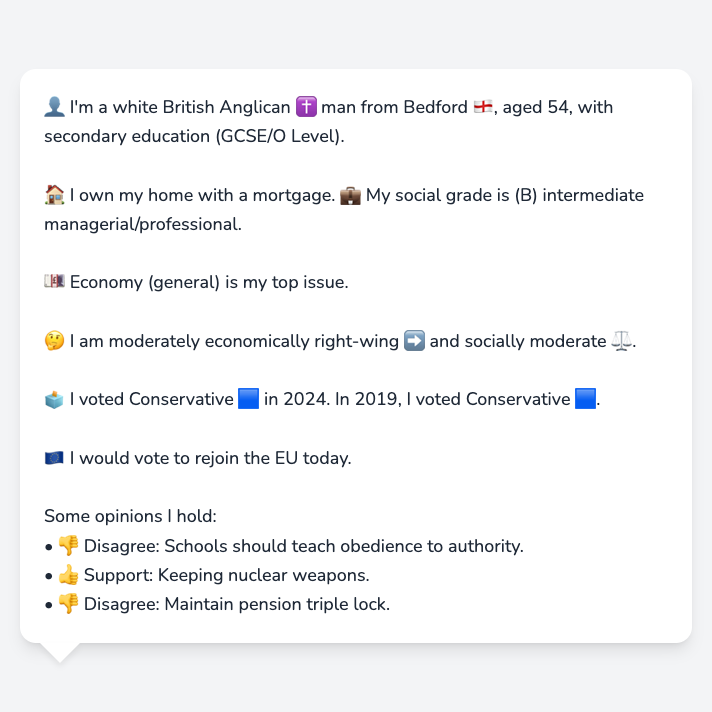 👤 I'm a white British Anglican ✝️ man from Bedford 🏴󠁧󠁢󠁥󠁮󠁧󠁿, aged 54, with
secondary education (GCSE/O Level).
🏠 I own my home with a mortgage. 💼 My social grade is (B) intermediate
managerial/professional.
💷 Economy (general) is my top issue.
🤔 I am moderately economically right-wing ➡️ and socially moderate ⚖️.
🗳️ I voted Conservative 🟦 in 2024. In 2019, I voted Conservative 🟦.
🇪🇺 I would vote to rejoin the EU today.
Some opinions I hold:
• 👎 Disagree: Schools should teach obedience to authority.
• 👍 Support: Keeping nuclear weapons.
• 👎 Disagree: Maintain pension triple lock.